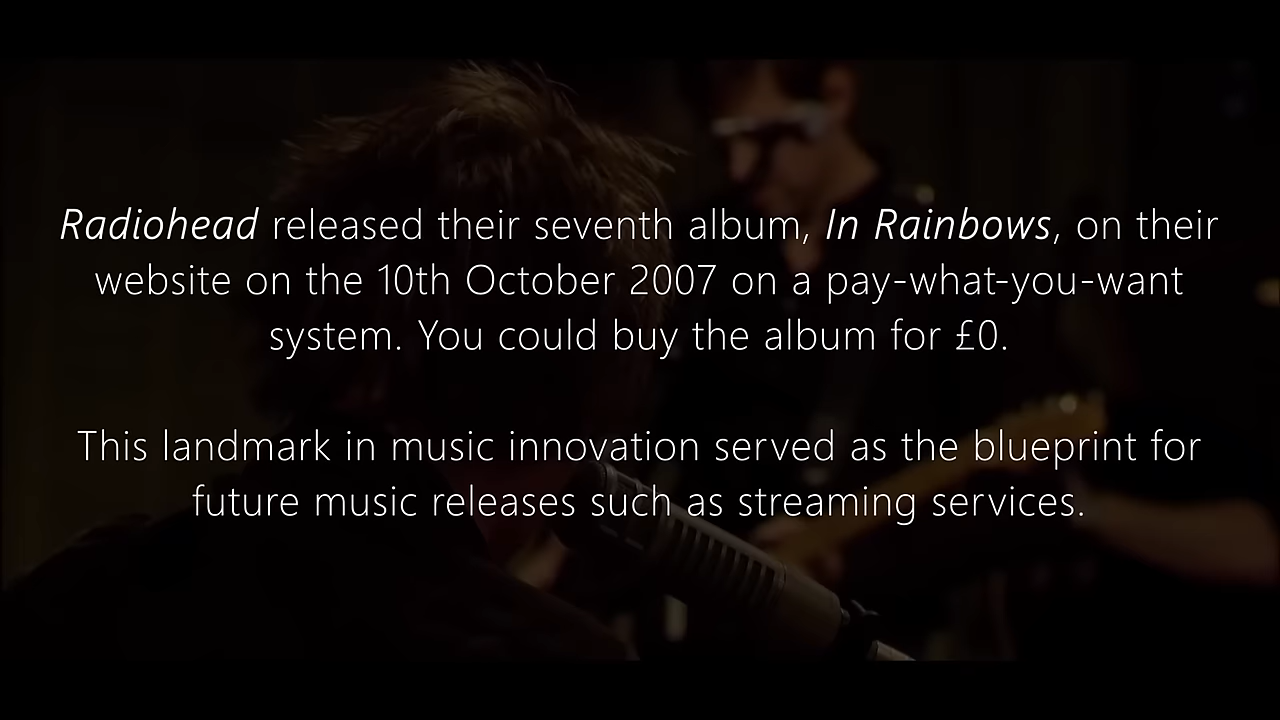 Radiohead released their seventh album, In Rainbows, on their
website on the 10th October 2007 on a pay-what-you-want
system. You could buy the album for £0.
This landmark in music innovation served as the blueprint for
future music releases such as streaming services.